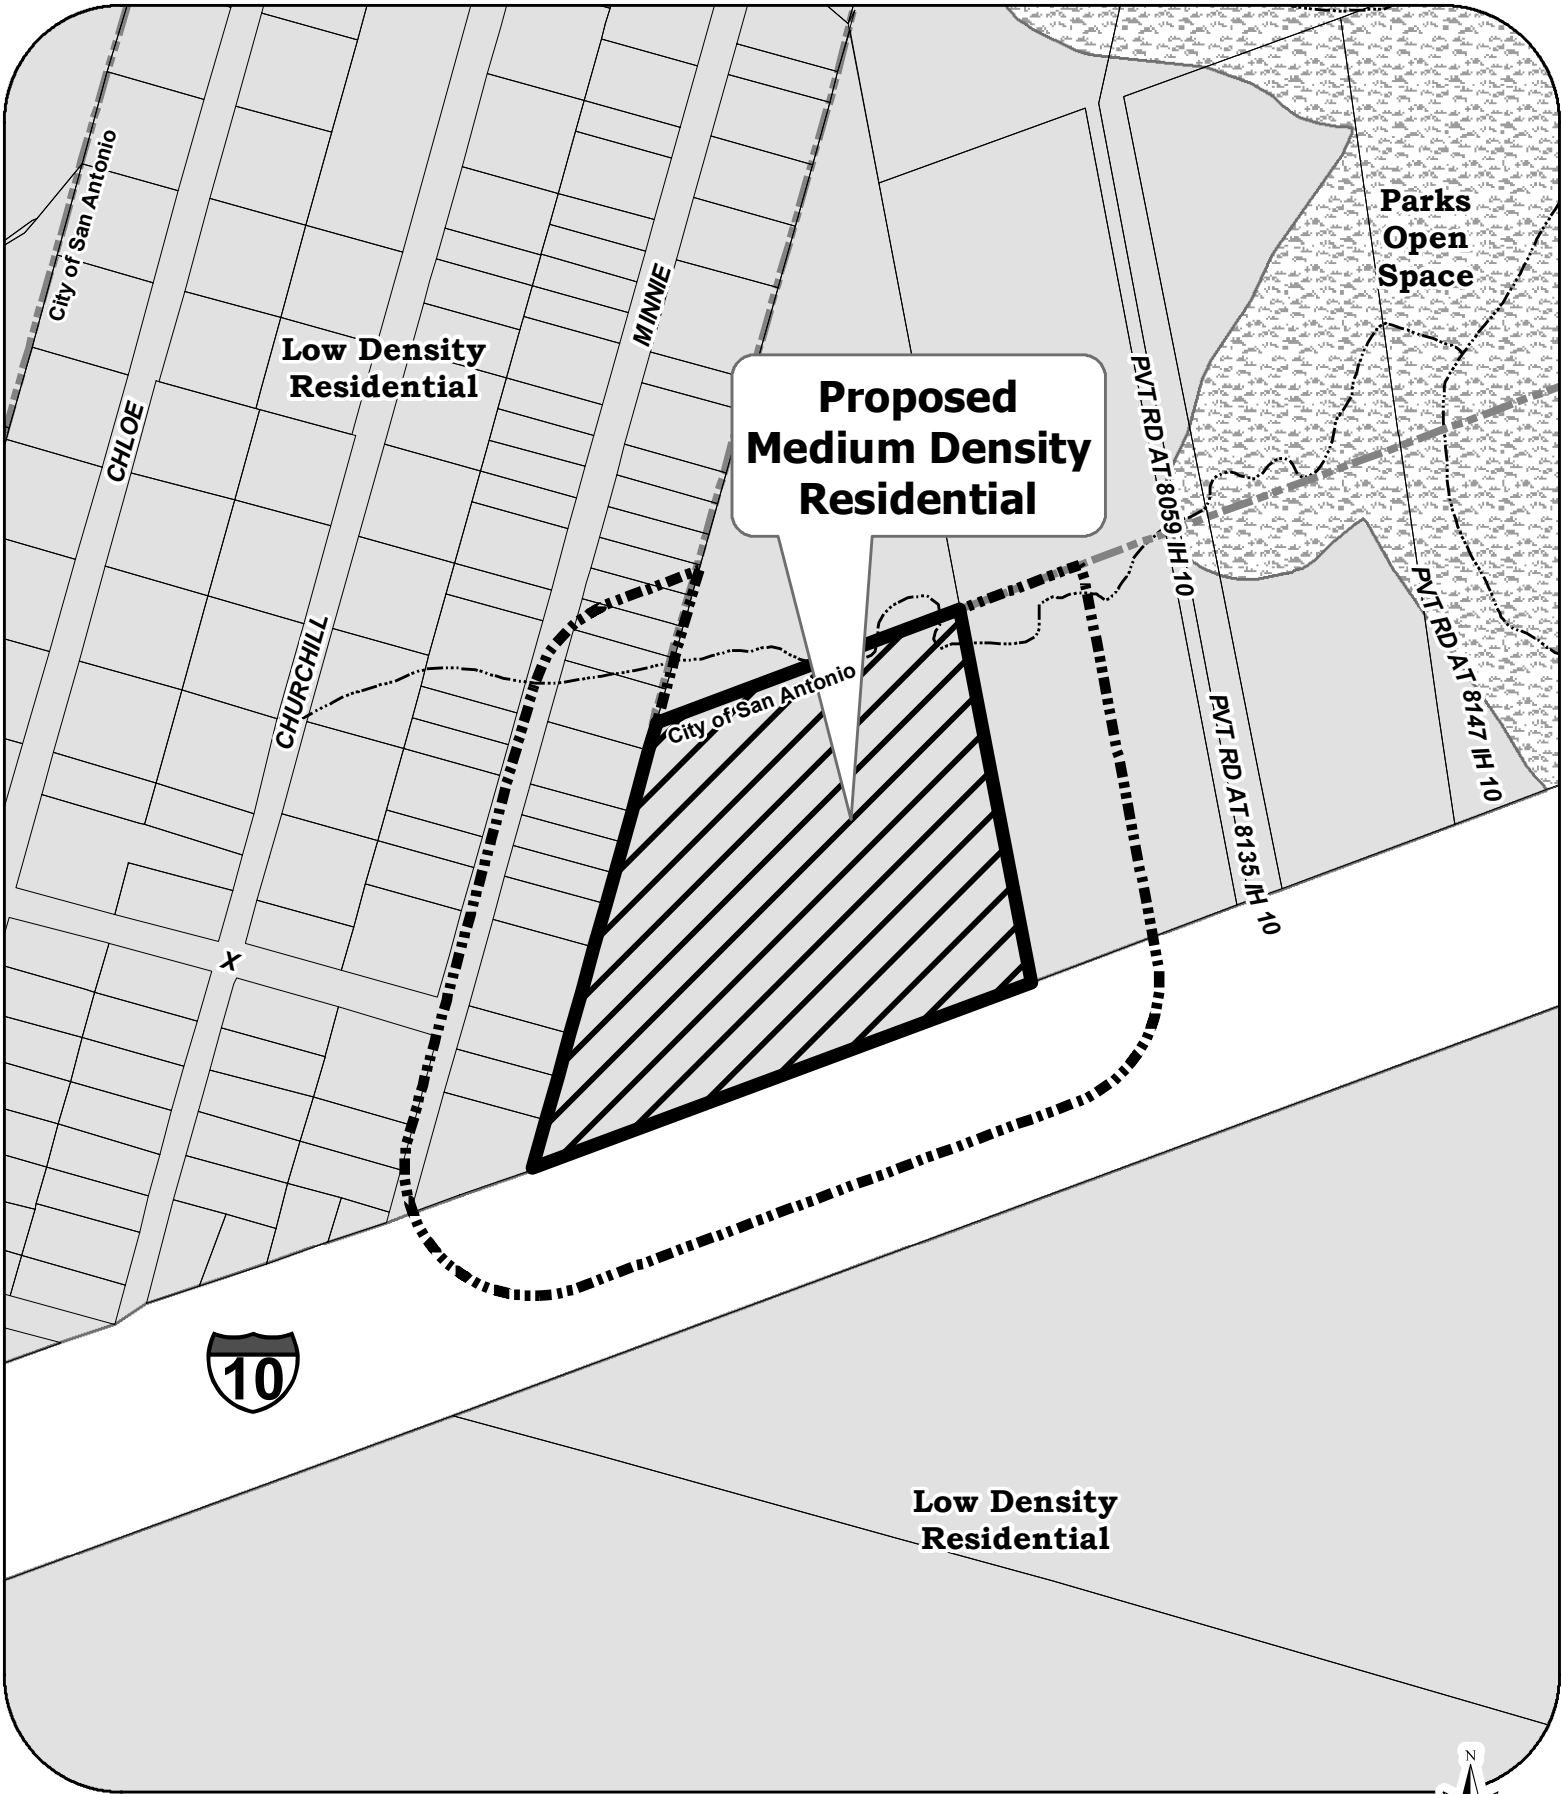 City of San Antonio
Parks
Open
Space
MINNIE
Low Density
Residential
CHLOE
Proposed
Medium Density
Residential
PVT RD AT 8059 IH 10
PVT RD AT 8147 IH 10
CHURCHILL
City of San Antonio
PVT RD AT 8135 IH 10
X
10
Low Density
Residential
N